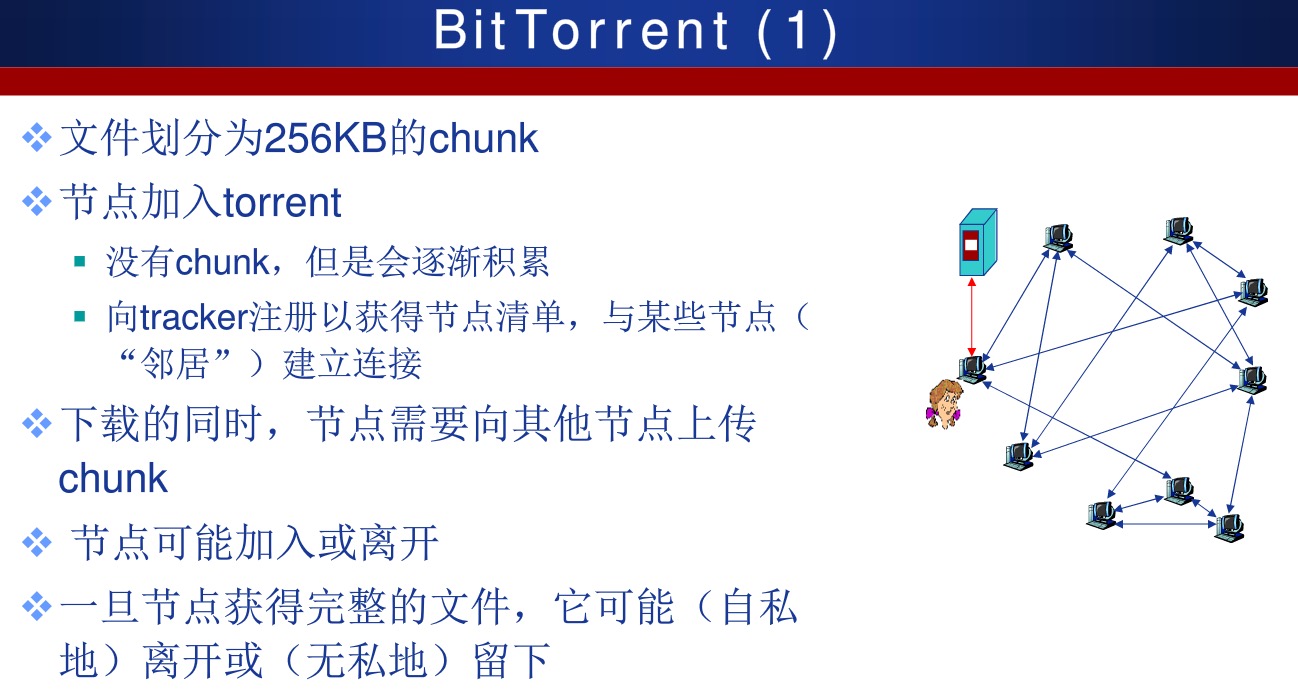 BitTorrent (1)
文件划分为256KB的chunk
节点加入torrent
没有chunk，但是会逐渐积累
向tracker注册以获得节点清单，与某些节点（
“邻居”）建立连接
下载的同时，节点需要向其他节点上传
chunk
节点可能加入或离开
一旦节点获得完整的文件，它可能（自私
地）离开或（无私地）留下